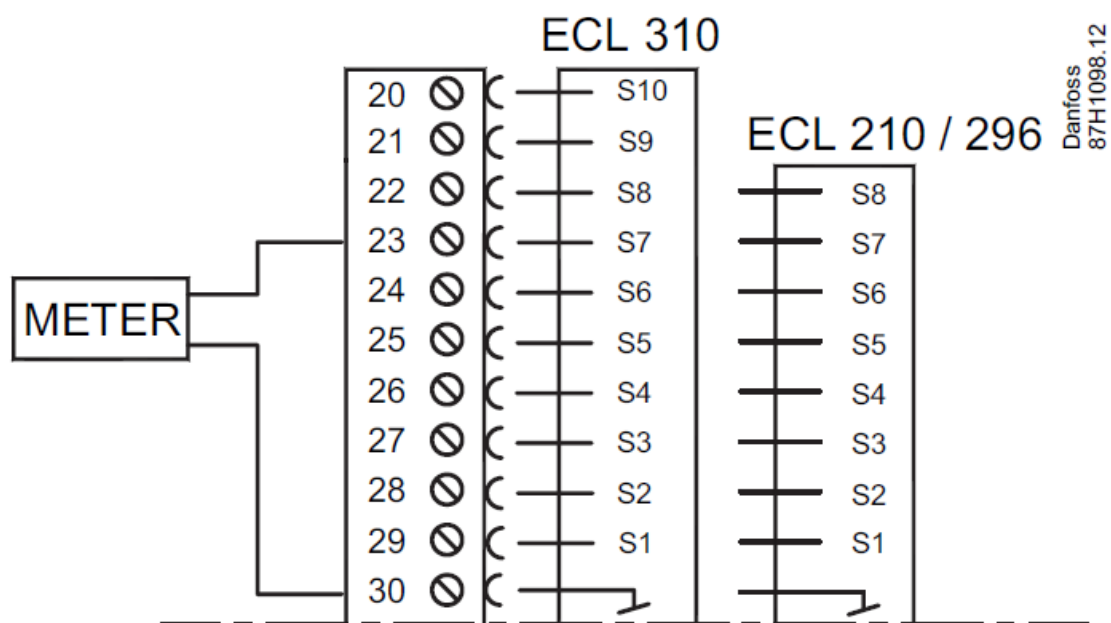 ECL 310
Danfoss
87H1098.12
20 S10
21 S9
ECL 210 / 296
22 S8 S8
23 S7 S7
24 S6 S6
METER
25 S5 S5
26 S4 S4
27 S3 S3
28 S2 S2
29 S1 S1
30